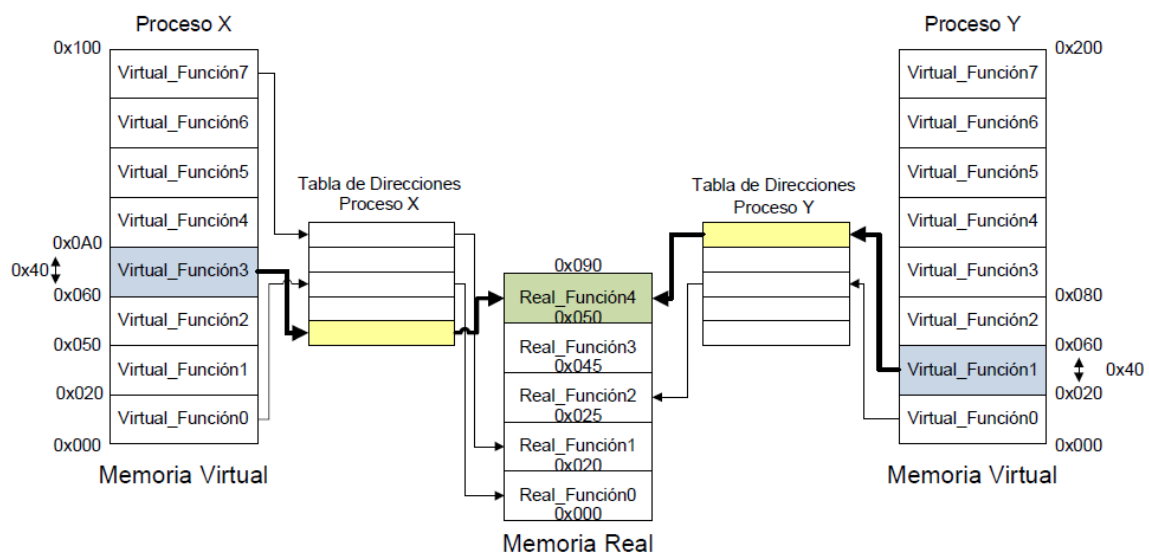 Proceso X
0x100
Virtual_Función7
Virtual_Función6
Virtual_Función5
Virtual_Función4
0x0A0
Virtual_Función3
0x40
0x060
Virtual_Función2
0x050
Virtual_Función1
0x020
Virtual_Función0
0x000
Memoria Virtual
Tabla de Direcciones
Proceso X
0x090
Real_Función4
0x050
Real_Función3
0x045
Real_Función2
0x025
Real_Función1
0x020
Real_Función0
0x000
Memoria Real
Tabla de Direcciones
Proceso Y
Proceso Y
0x200
Virtual_Función7
Virtual_Función6
Virtual_Función5
Virtual_Función4
Virtual_Función3
0x080
Virtual_Función2
0x060
Virtual_Función1
0x40
0x020
Virtual_Función0
0x000
Memoria Virtual